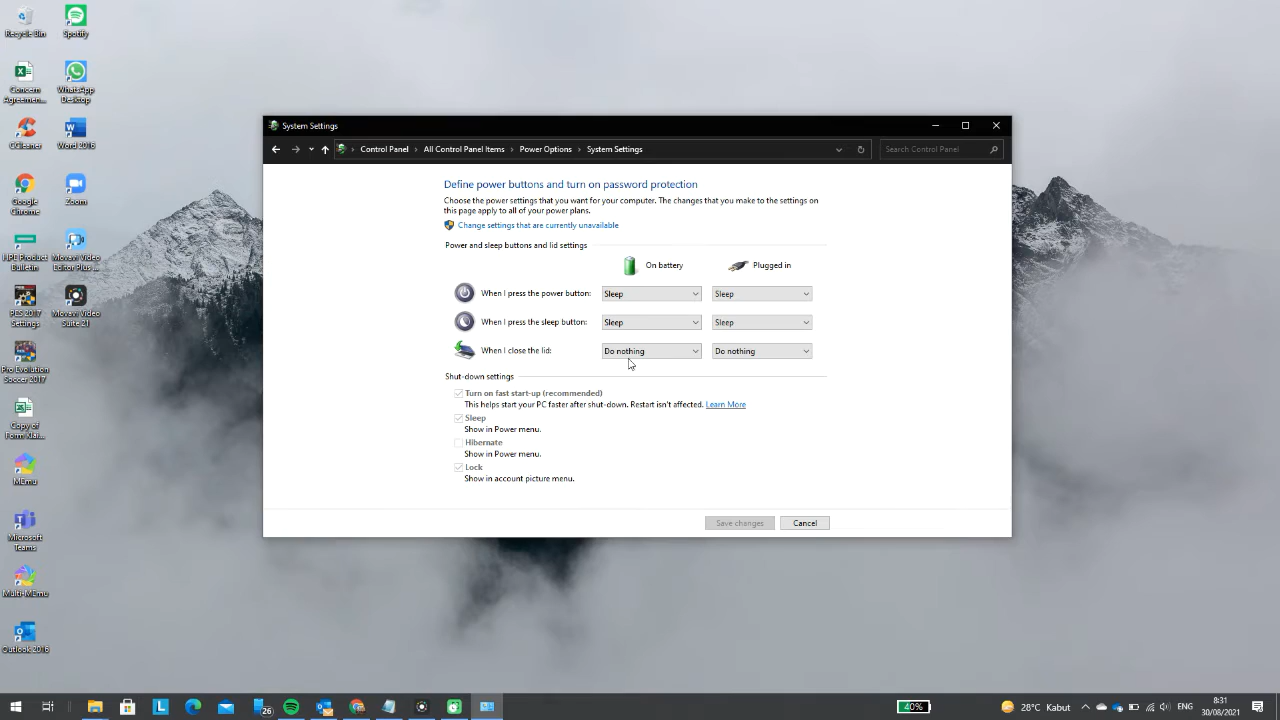 Recycle Bin
Spotify
Concern
Agreemen...
WhatsApp
Desktop
CCleaner
Word 2016
Google
Chrome
Zoom
HPE Product
Bulletin
Movavi Video
Editor Plus ...
PES 2017
Settings
Movavi Video
Suite 21
Pro Evolution
Soccer 2017
Copy of
Form Klai...
MEmu
Microsoft
Teams
Multi-MEmu
Outlook 2016
System Settings
Control Panel
All Control Panel Items
Power Options
System Settings
Search Control Panel
Define power buttons and turn on password protection
Choose the power settings that you want for your computer. The changes that you make to the settings on
this page apply to all of your power plans.
Change settings that are currently unavailable
Power and sleep buttons and lid settings
On battery
Plugged in
When I press the power button:
Sleep
Sleep
When I press the sleep button:
Sleep
Sleep
When I close the lid:
Do nothing
Do nothing
Shut-down settings
Turn on fast start-up (recommended)
This helps start your PC faster after shut-down. Restart isn't affected. Learn More
Sleep
Show in Power menu.
Hibernate
Show in Power menu.
Lock
Show in account picture menu.
Save changes
Cancel
26
40%
28°C Kabut
ENG
8:31
30/08/2021